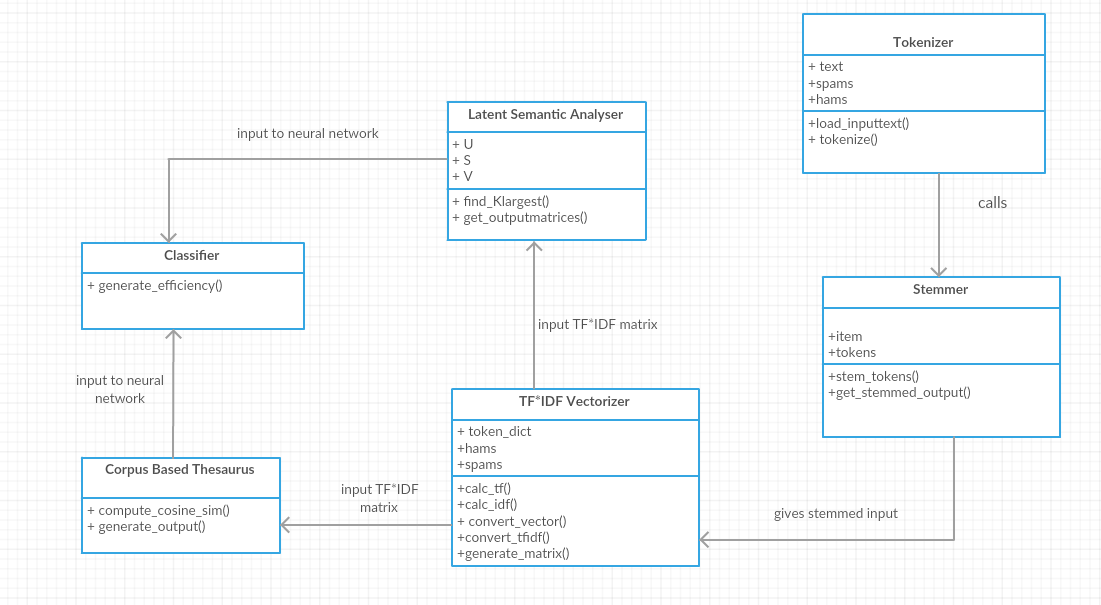 Tokenizer
+ text
+spams
+hams
+load_inputtext()
+ tokenize()
Latent Semantic Analyser
+ U
+ S
+ V
+ find_Klargest()
+ get_outputmatrices()
input to neural network
calls
Classifier
+ generate_efficiency()
Stemmer
+item
+tokens
+stem_tokens()
+get_stemmed_output()
input TF*IDF matrix
input to neural
network
TF*IDF Vectorizer
+ token_dict
+hams
+spams
+calc_tf()
+calc_idf()
+ convert_vector()
+convert_tfidf()
+generate_matrix()
Corpus Based Thesaurus
+ compute_cosine_sim()
+ generate_output()
input TF*IDF
matrix
gives stemmed input